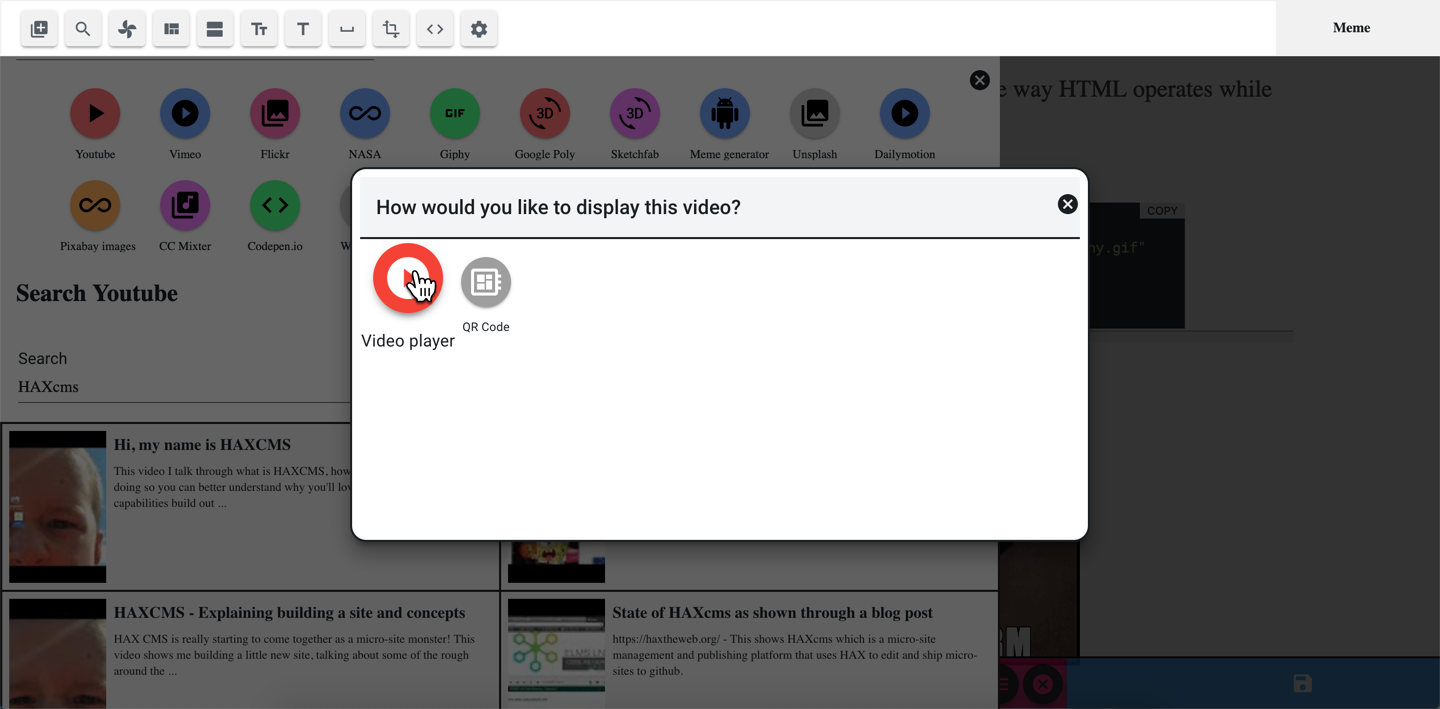 Meme
e way HTML operates while
GIF
3D
3D
Youtube
Vimeo
Flickr
NASA
Giphy
Google Poly
Sketchfab
Meme generator
Unsplash
Dailymotion
Pixabay images
CC Mixter
Codepen.io
W
How would you like to display this video?
Video player
QR Code
COPY
ny.gif"
Search Youtube
Search
HAXcms
Hi, my name is HAXCMS
This video I talk through what is HAXCMS, how
doing so you can better understand why you'll lov
capabilities build out ...
HAXCMS - Explaining building a site and concepts
HAX CMS is really starting to come together as a micro-site monster! This
video shows me building a little new site, talking about some of the rough
around the ...
State of HAXcms as shown through a blog post
https://haxtheweb.org/ - This shows HAXcms which is a micro-site
management and publishing platform that uses HAX to edit and ship micro-
sites to github.
RM